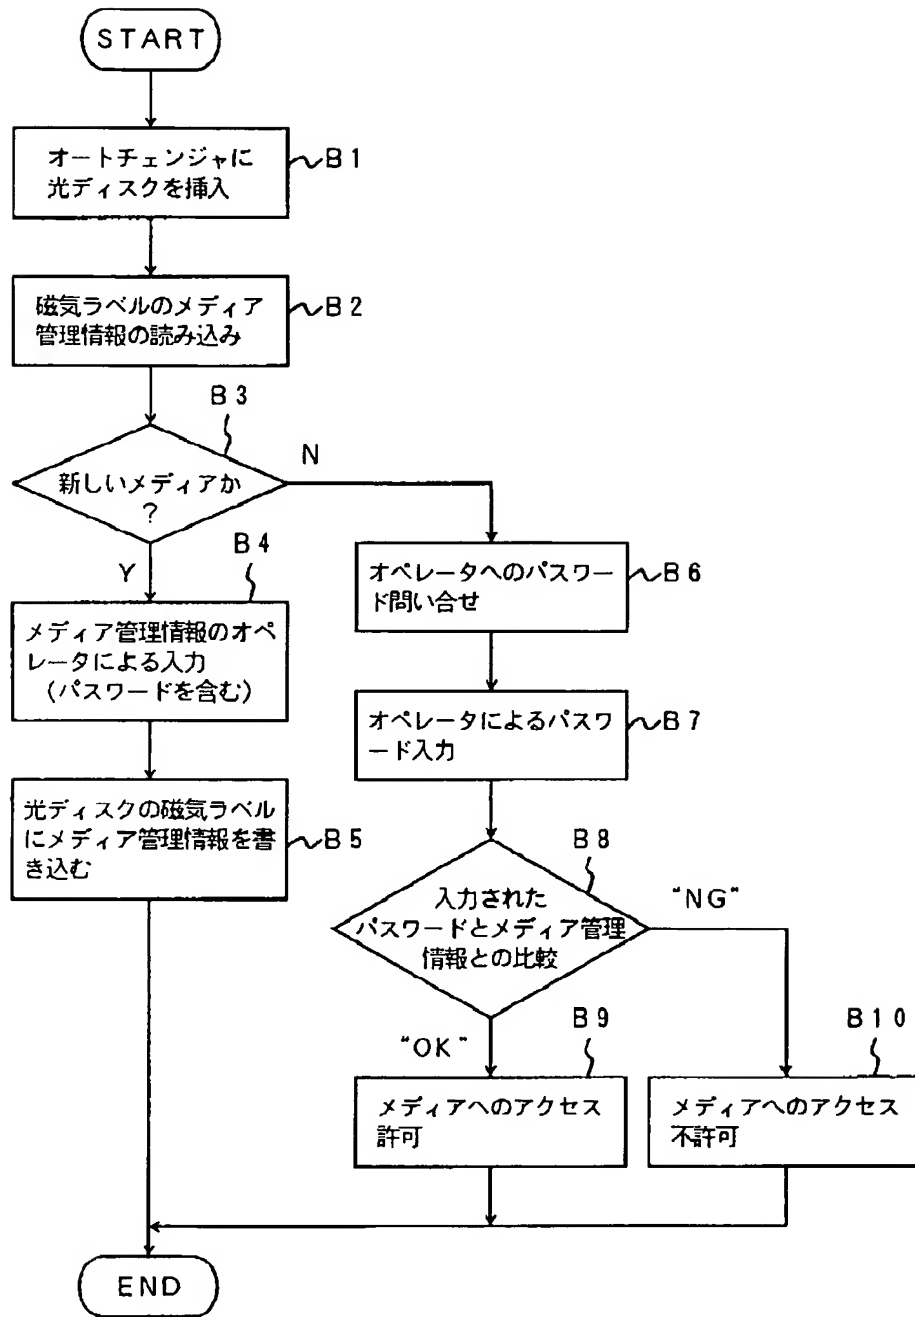 START
オートチェンジャに
光ディスクを挿入
B1
磁気ラベルのメディア
管理情報の読み込み
B2
B3
新しいメディアか
?
N
Y
B4
メディア管理情報のオペ
レータによる入力
(パスワードを含む)
光ディスクの磁気ラベル
にメディア管理情報を書
き込む
B5
オペレータへのパスワー
ド問い合せ
B6
オペレータによるパスワ
ード入力
B7
B8
入力された
パスワードとメディア管理
情報との比較
"NG"
"OK"
B9
メディアへのアクセス
許可
B10
メディアへのアクセス
不許可
END